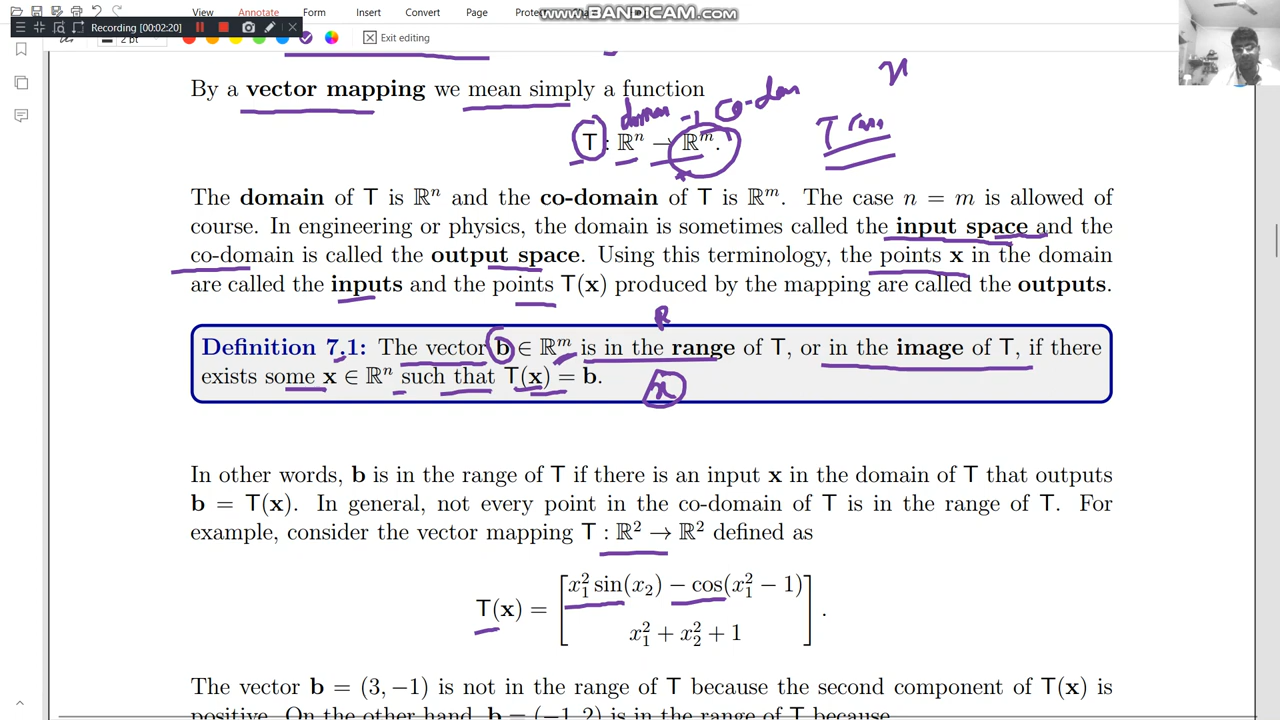 www.BANDICAM.com
View Annotate Form Insert Convert Page
Recording [00:02:20]
2 pt Exit editing
By a vector mapping we mean simply a function
x
domain Co-dom
T : ℝⁿ → ℝᵐ.
T
The domain of T is ℝⁿ and the co-domain of T is ℝᵐ. The case n = m is allowed of
course. In engineering or physics, the domain is sometimes called the input space and the
co-domain is called the output space. Using this terminology, the points x in the domain
are called the inputs and the points T(x) produced by the mapping are called the outputs.
R
Definition 7.1: The vector b ∈ ℝᵐ is in the range of T, or in the image of T, if there
exists some x ∈ ℝⁿ such that T(x) = b.
x
In other words, b is in the range of T if there is an input x in the domain of T that outputs
b = T(x). In general, not every point in the co-domain of T is in the range of T. For
example, consider the vector mapping T : ℝ² → ℝ² defined as
T(x) = [x₁² sin(x₂) − cos(x₁² − 1)
x₁² + x₂² + 1].
The vector b = (3, −1) is not in the range of T because the second component of T(x) is
positive. On the other hand, b = (−1, 2) is in the range of T because